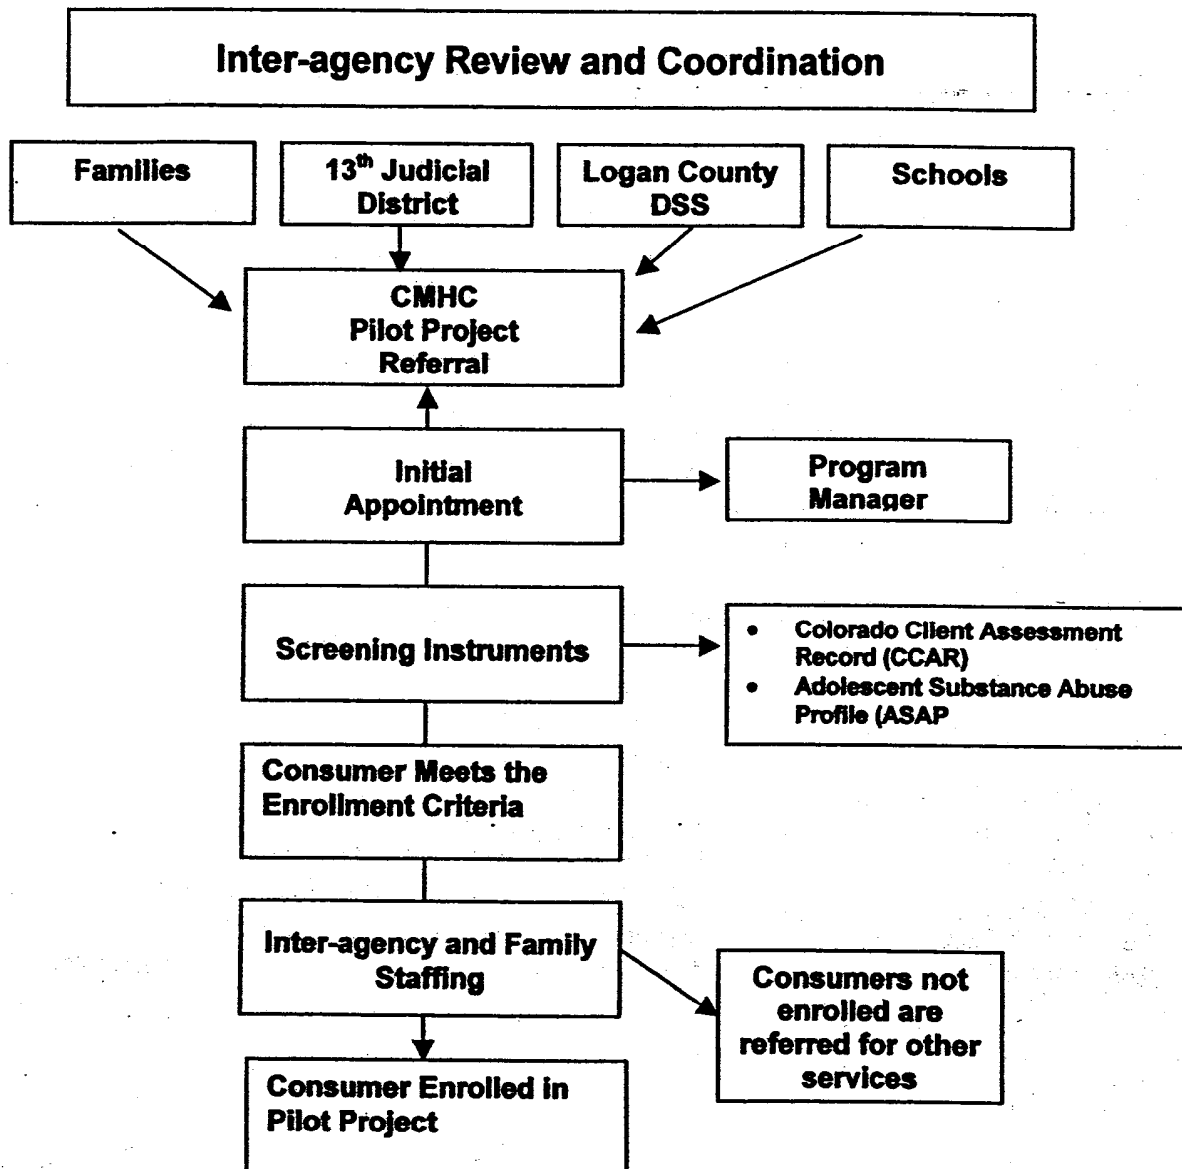 Inter-agency Review and Coordination
Families
13th Judicial
District
Logan County
DSS
Schools
CMHC
Pilot Project
Referral
Initial
Appointment
Program
Manager
Screening Instruments
• Colorado Client Assessment
Record (CCAR)
• Adolescent Substance Abuse
Profile (ASAP
Consumer Meets the
Enrollment Criteria
Inter-agency and Family
Staffing
Consumers not
enrolled are
referred for other
services
Consumer Enrolled in
Pilot Project